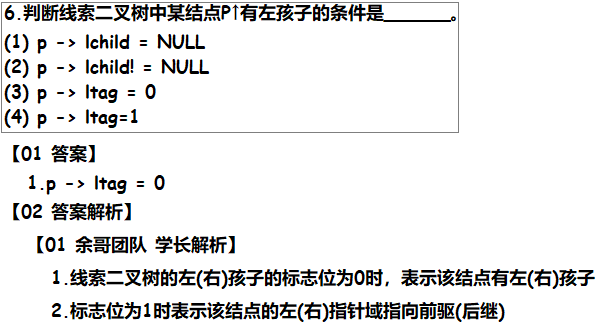 6.判断线索二叉树中某结点P↑有左孩子的条件是______。
(1) p -> lchild = NULL
(2) p -> lchild! = NULL
(3) p -> ltag = 0
(4) p -> ltag=1
【01 答案】
1.p -> ltag = 0
【02 答案解析】
【01 余哥团队 学长解析】
1.线索二叉树的左(右)孩子的标志位为0时，表示该结点有左(右)孩子
2.标志位为1时表示该结点的左(右)指针域指向前驱(后继)